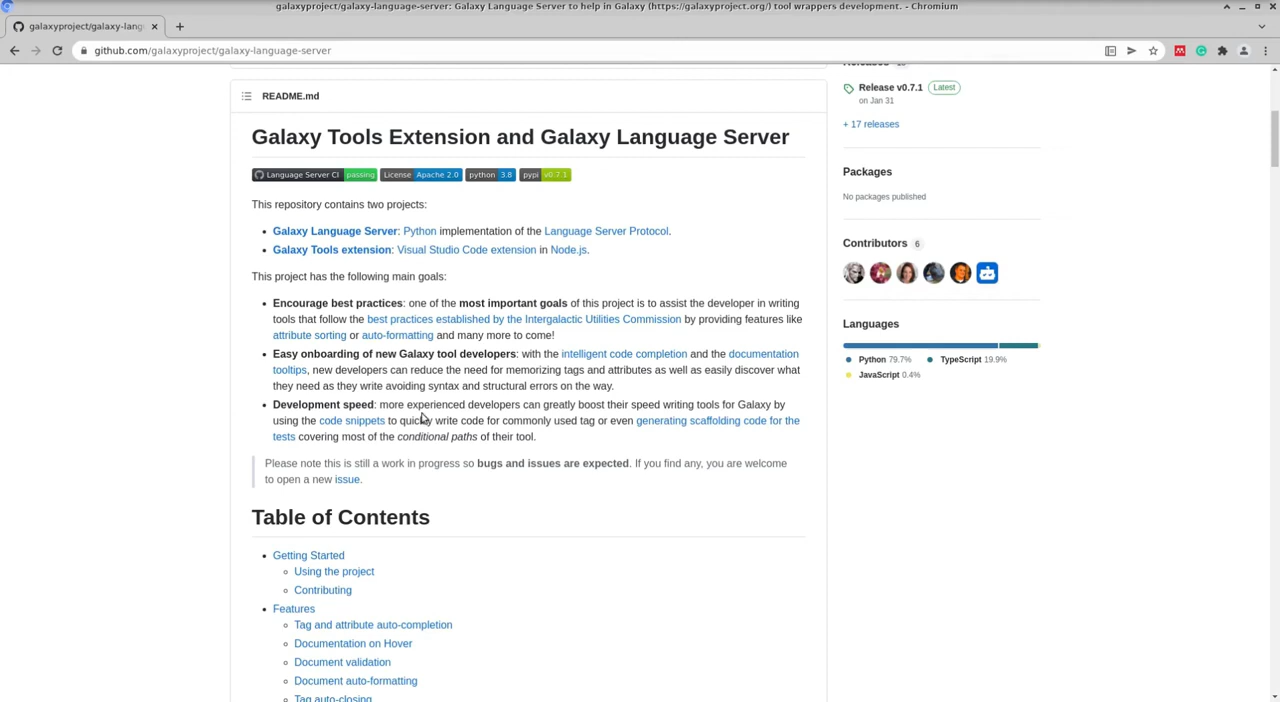 galaxyproject/galaxy-language-server: Galaxy Language Server to help in Galaxy (https://galaxyproject.org/) tool wrappers development. - Chromium
galaxyproject/galaxy-lang
github.com/galaxyproject/galaxy-language-server
README.md
Galaxy Tools Extension and Galaxy Language Server
Language Server CI passing License Apache 2.0 python 3.8 pypi v0.7.1
This repository contains two projects:
Galaxy Language Server: Python implementation of the Language Server Protocol.
Galaxy Tools extension: Visual Studio Code extension in Node.js.
This project has the following main goals:
Encourage best practices: one of the most important goals of this project is to assist the developer in writing
tools that follow the best practices established by the Intergalactic Utilities Commission by providing features like
attribute sorting or auto-formatting and many more to come!
Easy onboarding of new Galaxy tool developers: with the intelligent code completion and the documentation
tooltips, new developers can reduce the need for memorizing tags and attributes as well as easily discover what
they need as they write avoiding syntax and structural errors on the way.
Development speed: more experienced developers can greatly boost their speed writing tools for Galaxy by
using the code snippets to quickly write code for commonly used tag or even generating scaffolding code for the
tests covering most of the conditional paths of their tool.
Please note this is still a work in progress so bugs and issues are expected. If you find any, you are welcome
to open a new issue.
Table of Contents
Getting Started
Using the project
Contributing
Features
Tag and attribute auto-completion
Documentation on Hover
Document validation
Document auto-formatting
Tag auto-closing
Releases
Release v0.7.1 Latest
on Jan 31
+ 17 releases
Packages
No packages published
Contributors 6
Languages
Python 79.7% TypeScript 19.9%
JavaScript 0.4%